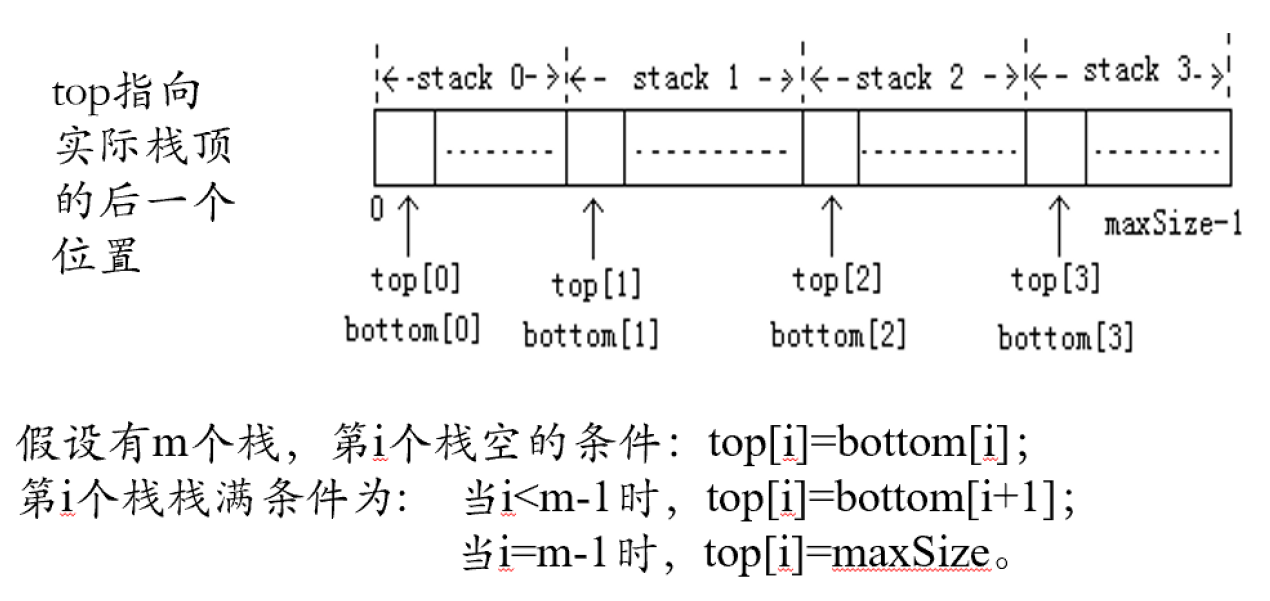 top指向
实际栈顶
的后一个
位置
stack 0 stack 1 stack 2 stack 3
0 maxSize-1
top[0] top[1] top[2] top[3]
bottom[0] bottom[1] bottom[2] bottom[3]
假设有m个栈，第i个栈空的条件：top[i]=bottom[i]；
第i个栈栈满条件为： 当i<m-1时，top[i]=bottom[i+1]；
当i=m-1时，top[i]=maxSize。